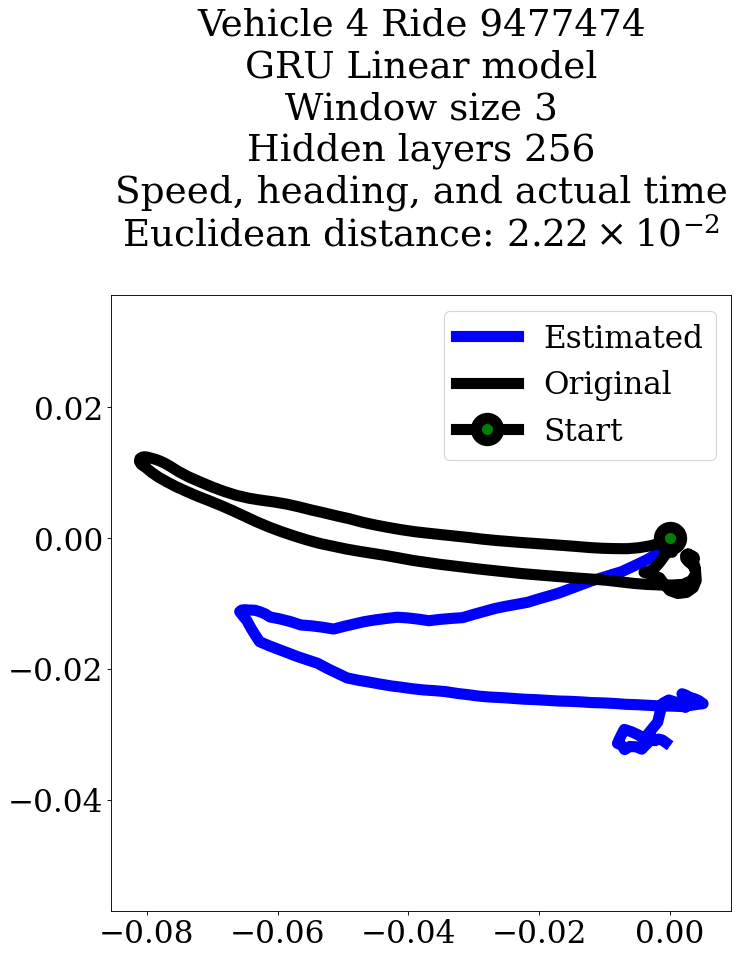 Vehicle 4 Ride 9477474
GRU Linear model
Window size 3
Hidden layers 256
Speed, heading, and actual time
Euclidean distance: 2.22 × 10⁻²
Estimated
Original
Start
0.02
0.00
−0.02
−0.04
−0.08 −0.06 −0.04 −0.02 0.00